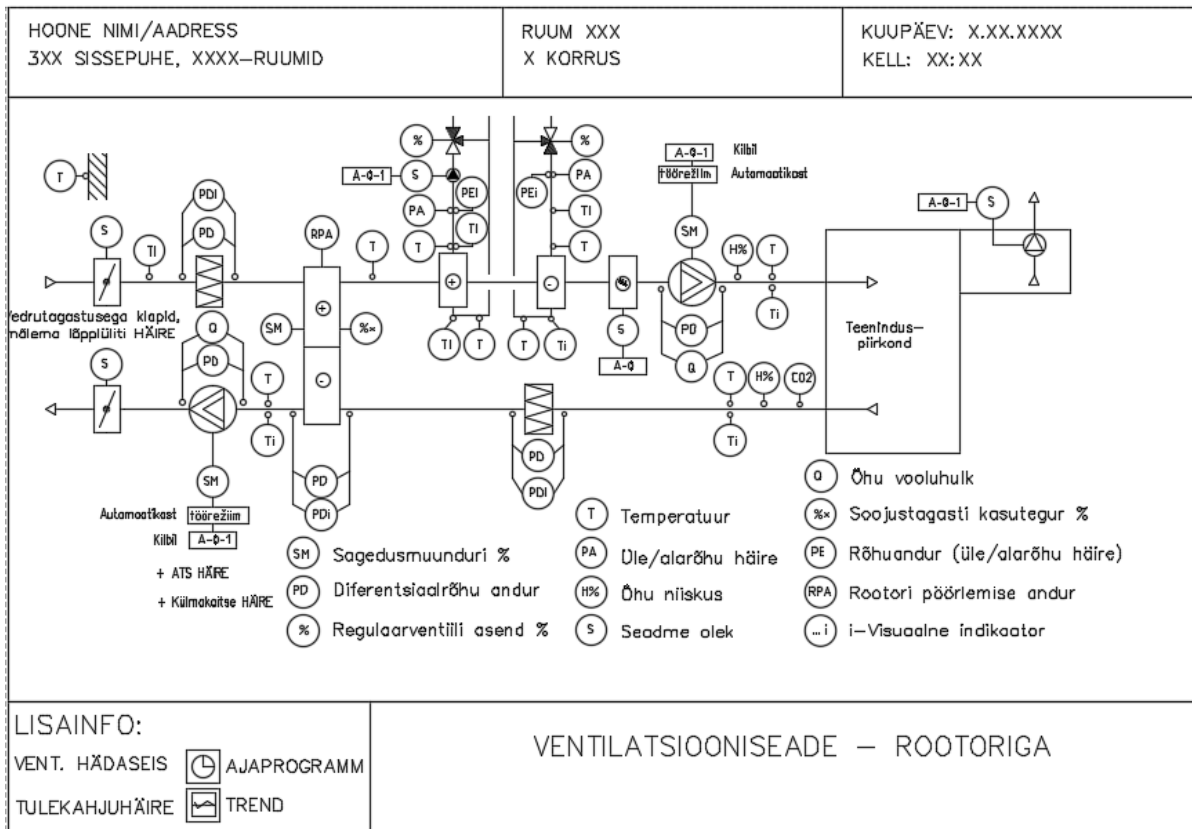 HOONE NIMI/AADRESS
3XX SISSEPUHE, XXXX-RUUMID
RUUM XXX
X KORRUS
KUUPÄEV: X.XX.XXXX
KELL: XX:XX
%
%
A-0-1
Kilbil
A-0-1
S
PEI
PEi
PA
töörežiim
Automaatikast
T
PDI
PA
TI
A-0-1
S
S
PD
RPA
T
TI
T
T
SM
H%
T
TI
+
-
Vedrutagastusega klapid,
mõlema lõpplüliti HÄIRE
Q
+
SM
%×
TI
T
T
Ti
S
PD
Ti
Teenindus-
piirkond
S
PD
T
-
A-0
Q
T
H%
CO2
Ti
Ti
SM
PD
PDi
PD
PDI
Q
Õhu vooluhulk
Automaatikast
töörežiim
T
Temperatuur
%×
Soojustagasti kasutegur %
Kilbil
A-0-1
SM
Sagedusmuunduri %
PA
Üle/alarõhu häire
PE
Rõhuandur (üle/alarõhu häire)
+ ATS HÄIRE
PD
Diferentsiaalrõhu andur
H%
Õhu niiskus
RPA
Rootori pöörlemise andur
+ Külmakaitse HÄIRE
%
Regulaarventiili asend %
S
Seadme olek
...i
i-Visuaalne indikaator
LISAINFO:
VENT. HÄDASEIS
AJAPROGRAMM
TULEKAHJUHÄIRE
TREND
VENTILATSIOONISEADE - ROOTORIGA